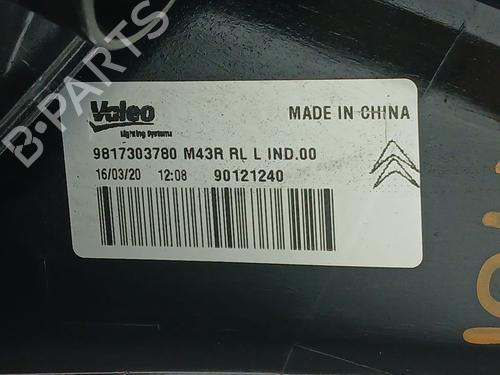 B-PARTS
Valeo
Lighting Systems
MADE IN CHINA
9817303780 M43R RL L IND.00
16/03/20 12:08 90121240